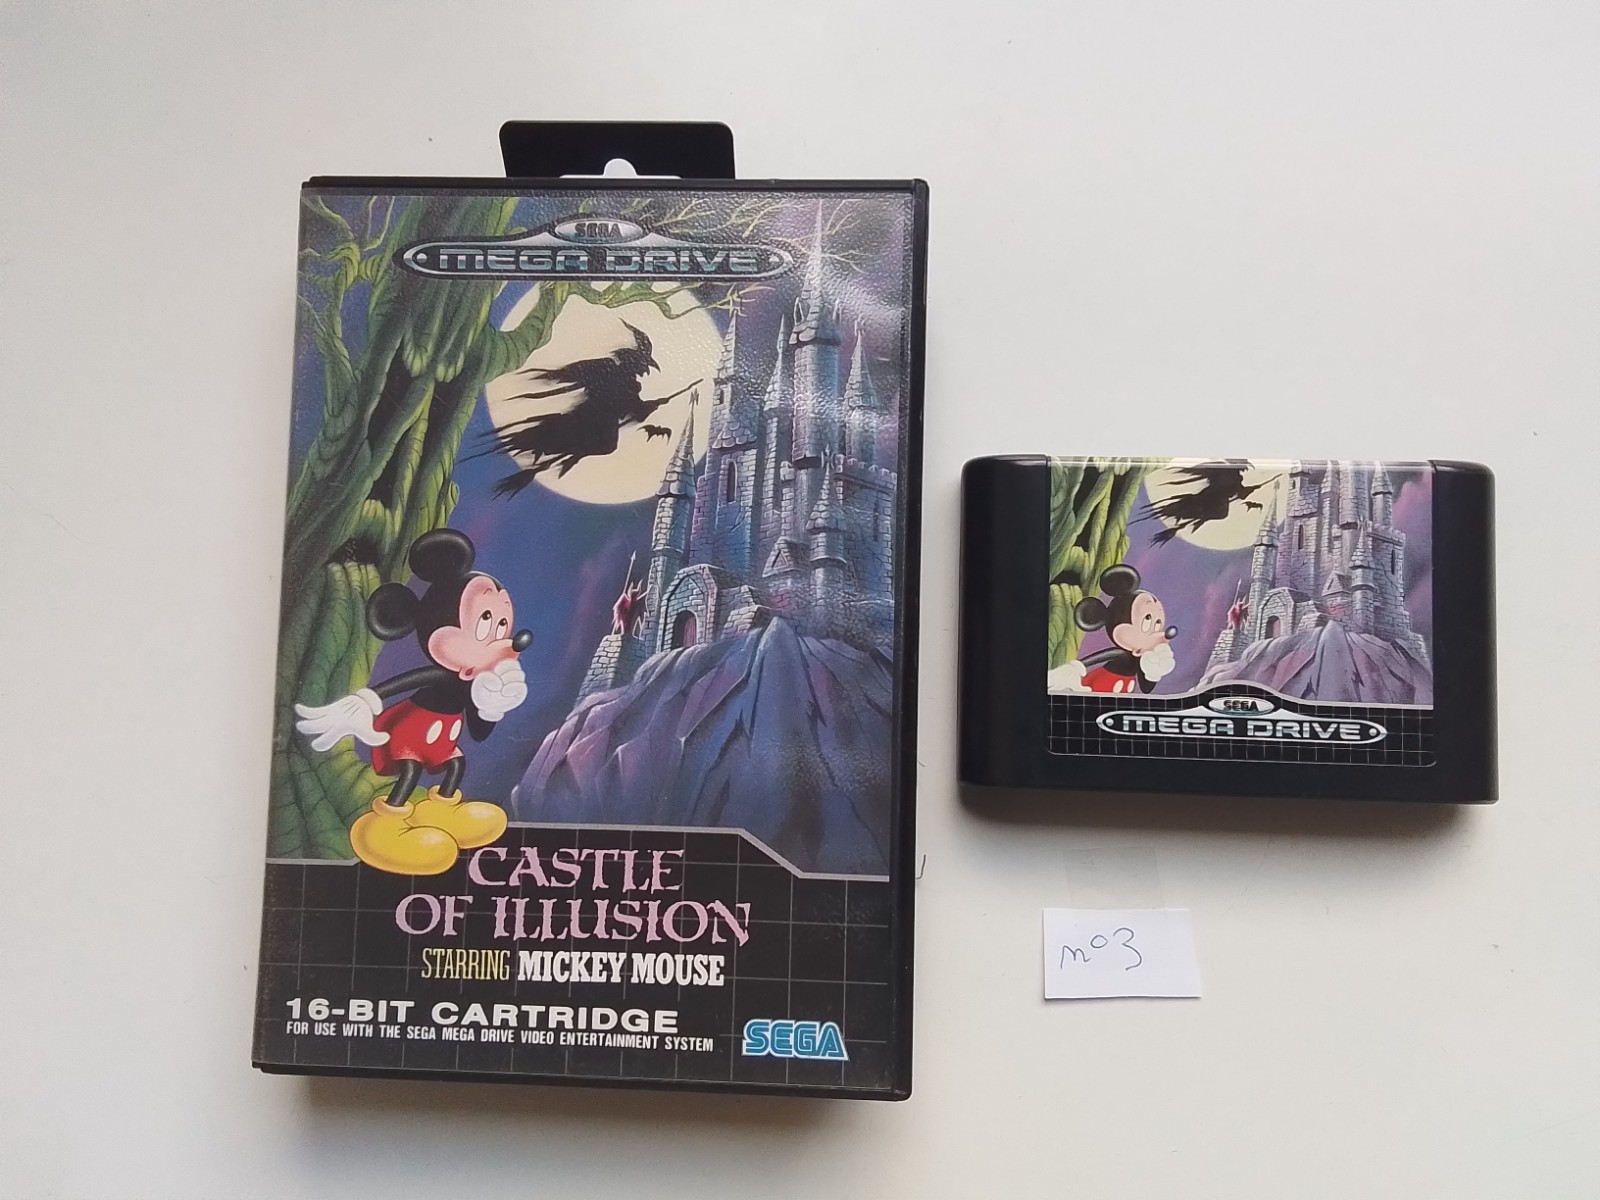 SEGA
MEGA DRIVE
CASTLE
OF ILLUSION
STARRING MICKEY MOUSE
16-BIT CARTRIDGE
FOR USE WITH THE SEGA MEGA DRIVE VIDEO ENTERTAINMENT SYSTEM
SEGA
SEGA
MEGA DRIVE
nº3